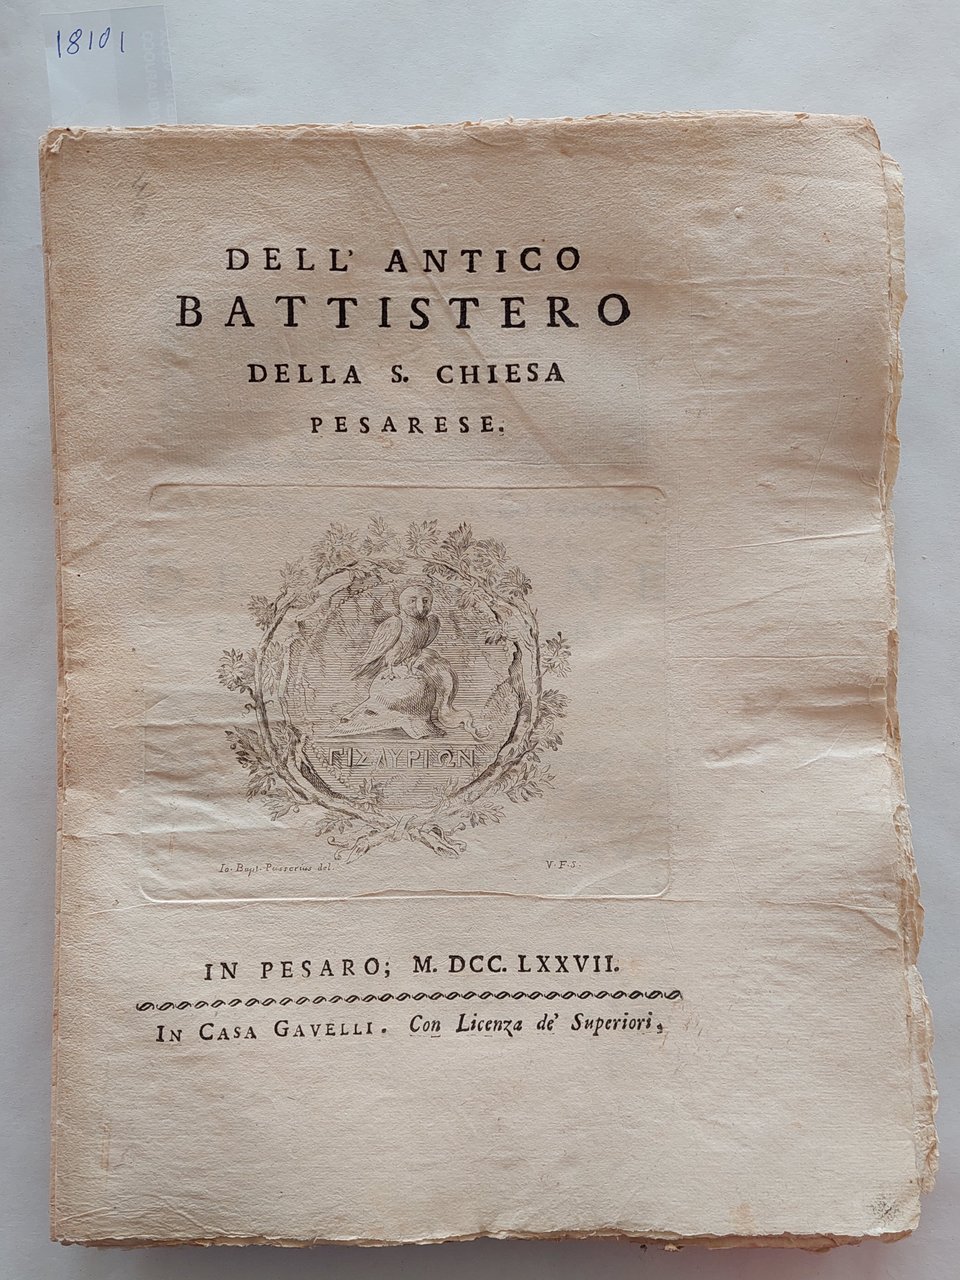 18101
DELL' ANTICO
BATTISTERO
DELLA S. CHIESA
PESARESE.
ΠΙΣΑΥΡΙΩΝ
Io. Bapt. Passerius del.
V. F. S.
IN PESARO; M. DCC. LXXVII.
IN CASA GAVELLI. Con Licenza de' Superiori,